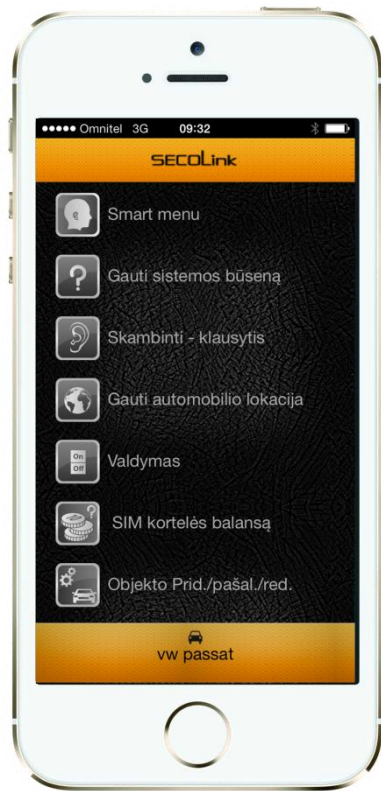 Omnitel 3G 09:32
SECOLink
Smart menu
? Gauti sistemos būseną
Skambinti - klausytis
Gauti automobilio lokacija
On
Off
Valdymas
? SIM kortelės balansą
Objekto Prid./pašal./red.
vw passat